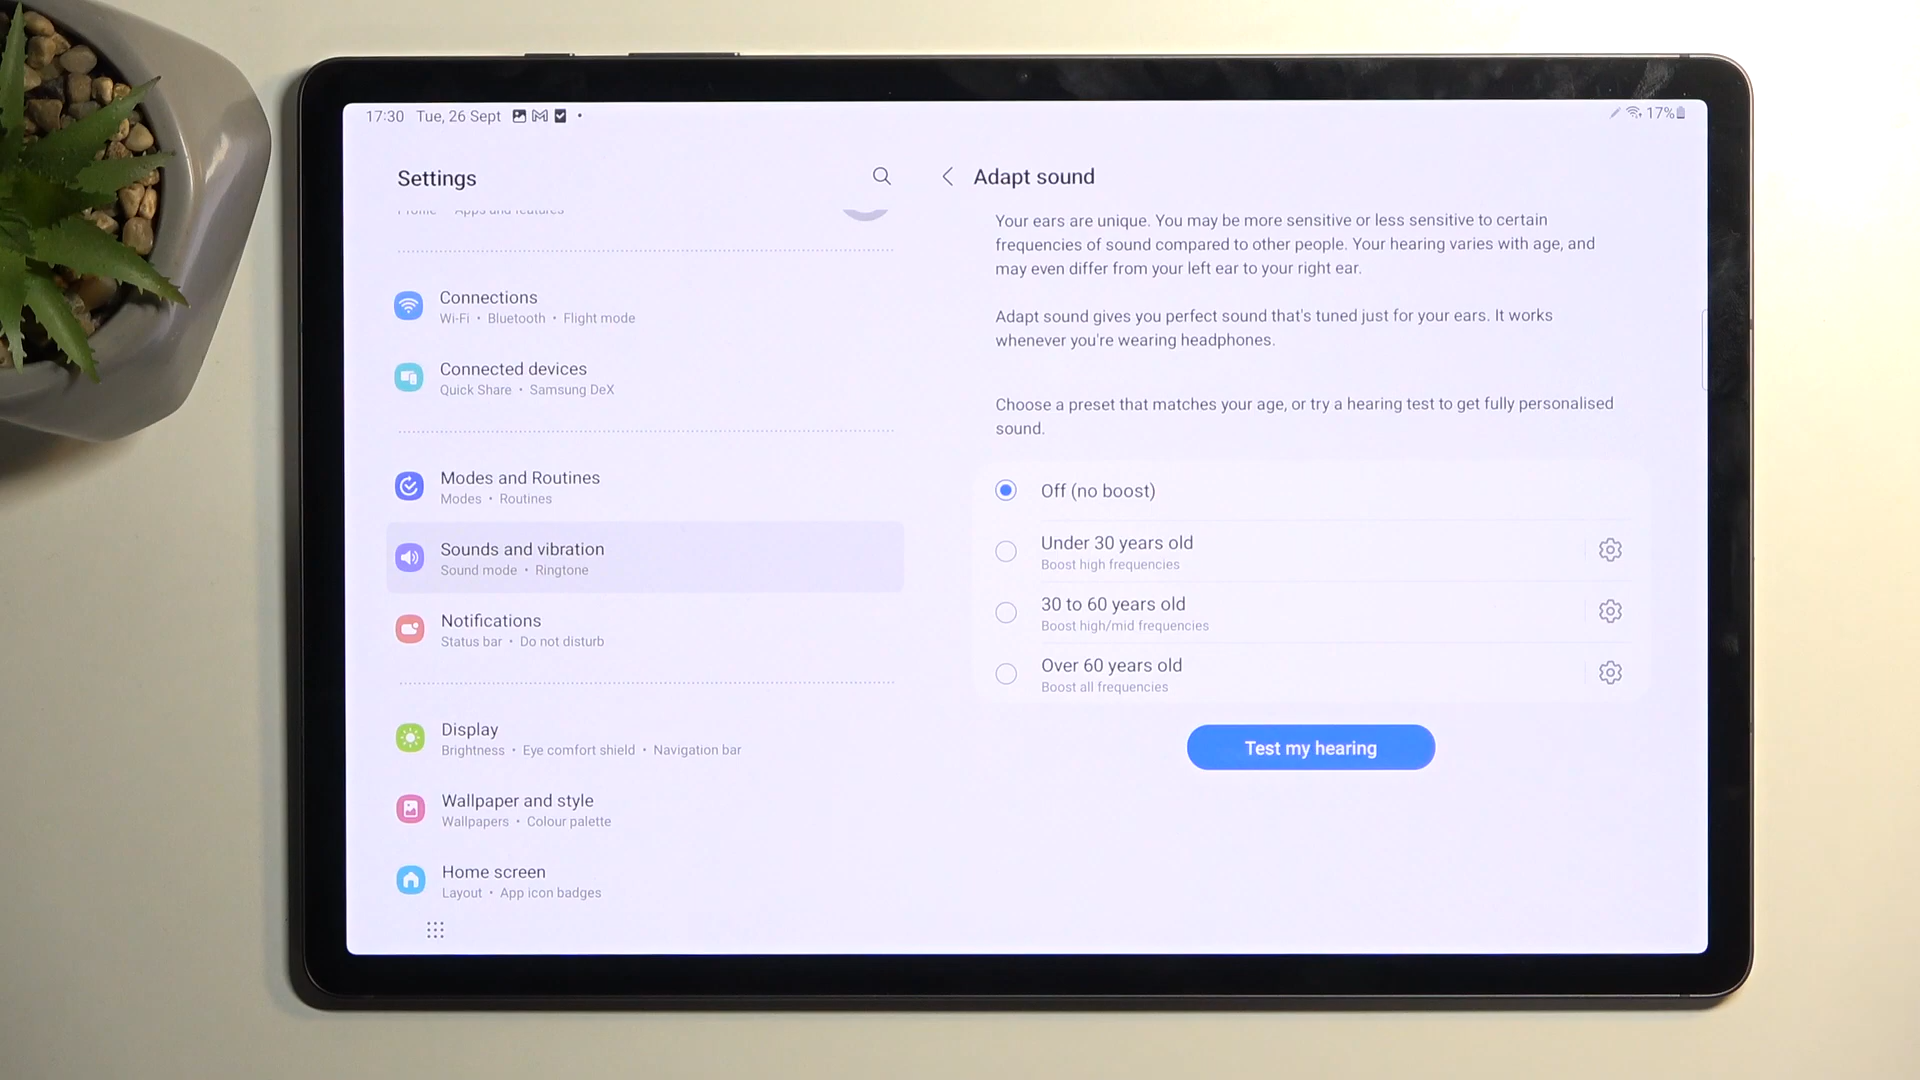 17:30 Tue, 26 Sept
17%
Settings
Profile • Apps and features
Connections
Wi-Fi • Bluetooth • Flight mode
Connected devices
Quick Share • Samsung DeX
Modes and Routines
Modes • Routines
Sounds and vibration
Sound mode • Ringtone
Notifications
Status bar • Do not disturb
Display
Brightness • Eye comfort shield • Navigation bar
Wallpaper and style
Wallpapers • Colour palette
Home screen
Layout • App icon badges
Adapt sound
Your ears are unique. You may be more sensitive or less sensitive to certain
frequencies of sound compared to other people. Your hearing varies with age, and
may even differ from your left ear to your right ear.
Adapt sound gives you perfect sound that's tuned just for your ears. It works
whenever you're wearing headphones.
Choose a preset that matches your age, or try a hearing test to get fully personalised
sound.
Off (no boost)
Under 30 years old
Boost high frequencies
30 to 60 years old
Boost high/mid frequencies
Over 60 years old
Boost all frequencies
Test my hearing